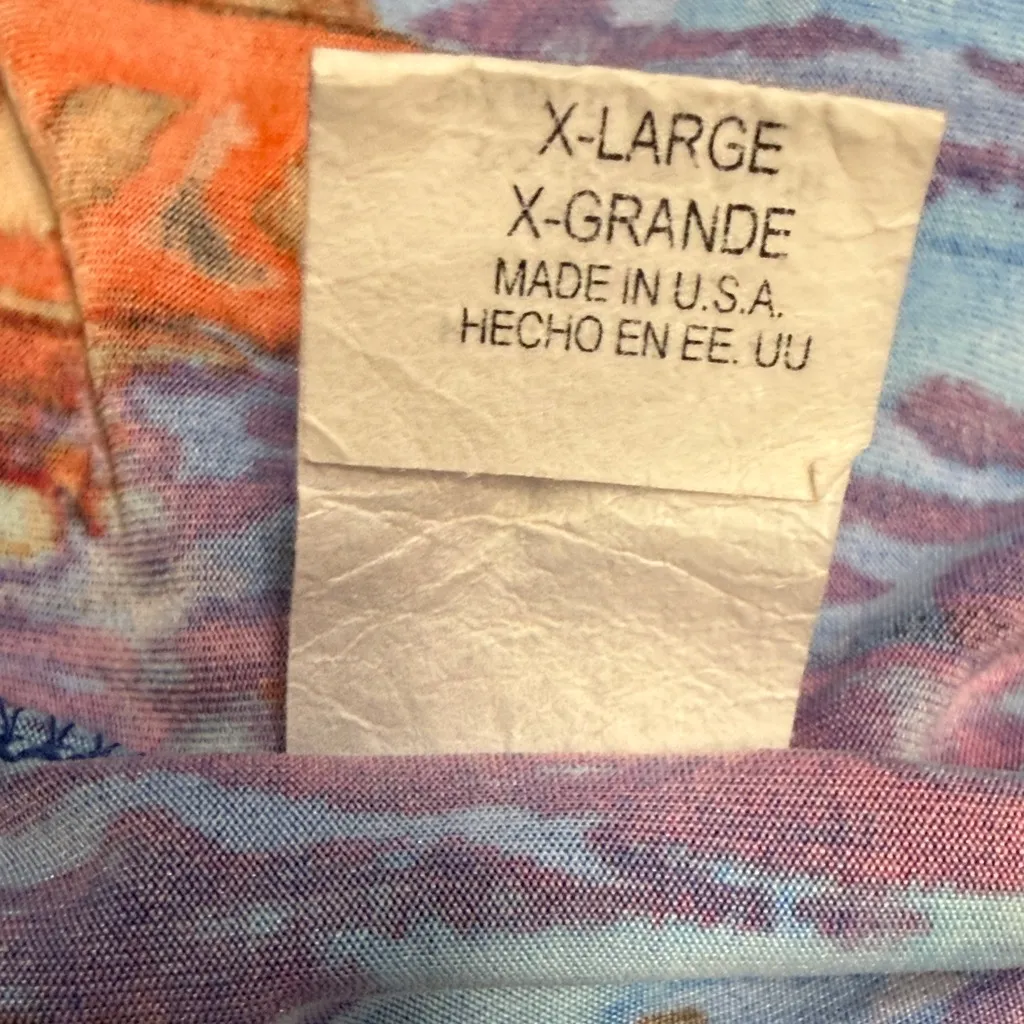 X-LARGE
X-GRANDE
MADE IN U.S.A.
HECHO EN EE. UU